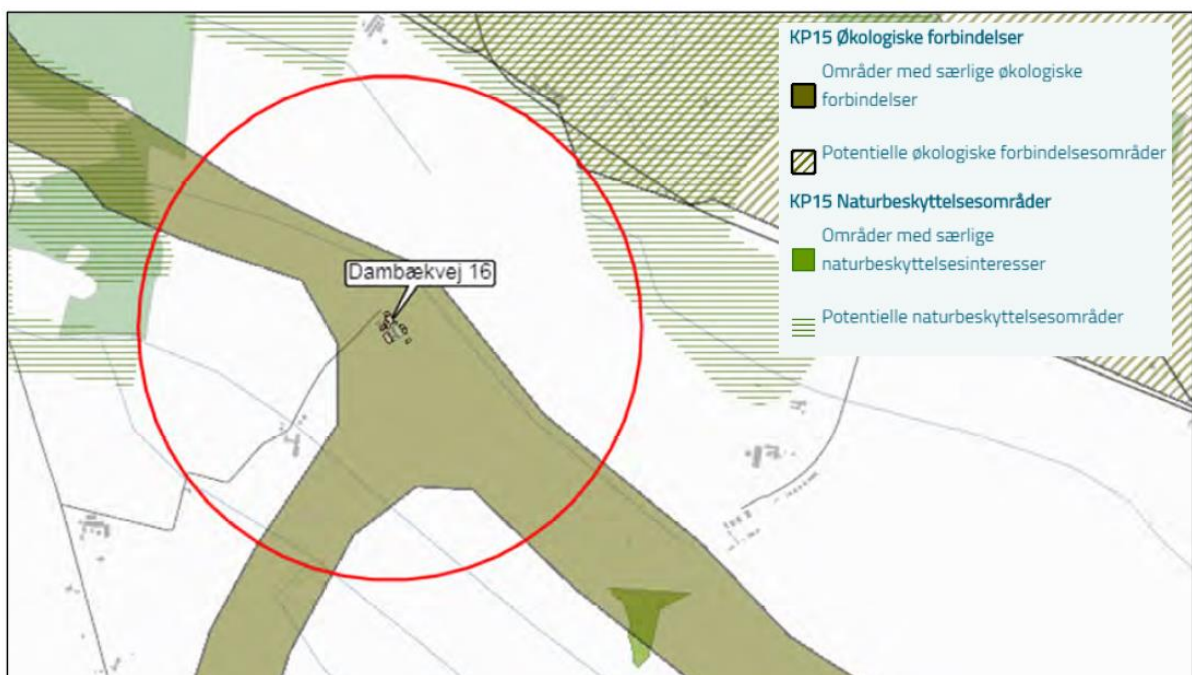 KP15 Økologiske forbindelser
Områder med særlige økologiske
forbindelser
Potentielle økologiske forbindelsesområder
KP15 Naturbeskyttelsesområder
Områder med særlige
naturbeskyttelsesinteresser
Potentielle naturbeskyttelsesområder
Dambækvej 16